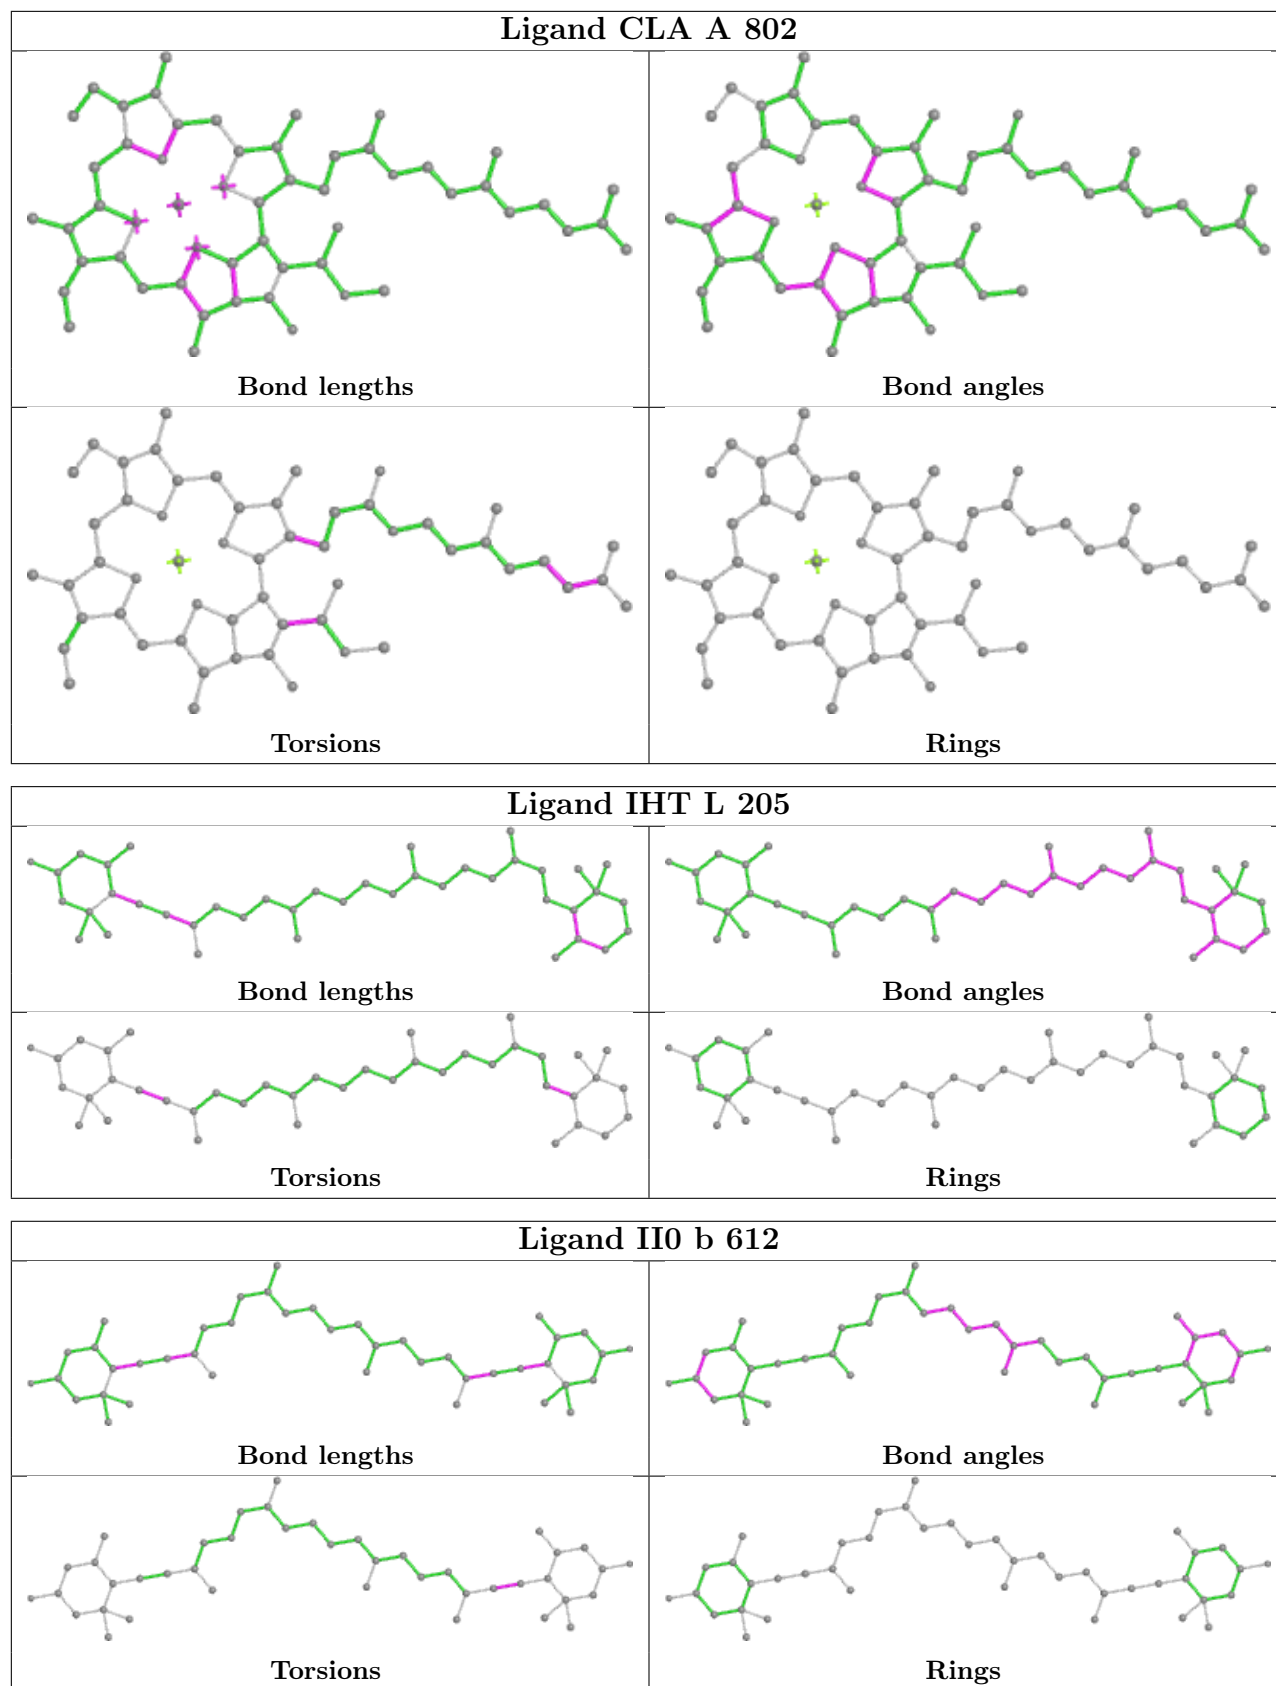 Ligand CLA A 802
Bond lengths
Bond angles
Torsions
Rings
Ligand IHT L 205
Bond lengths
Bond angles
Torsions
Rings
Ligand II0 b 612
Bond lengths
Bond angles
Torsions
Rings